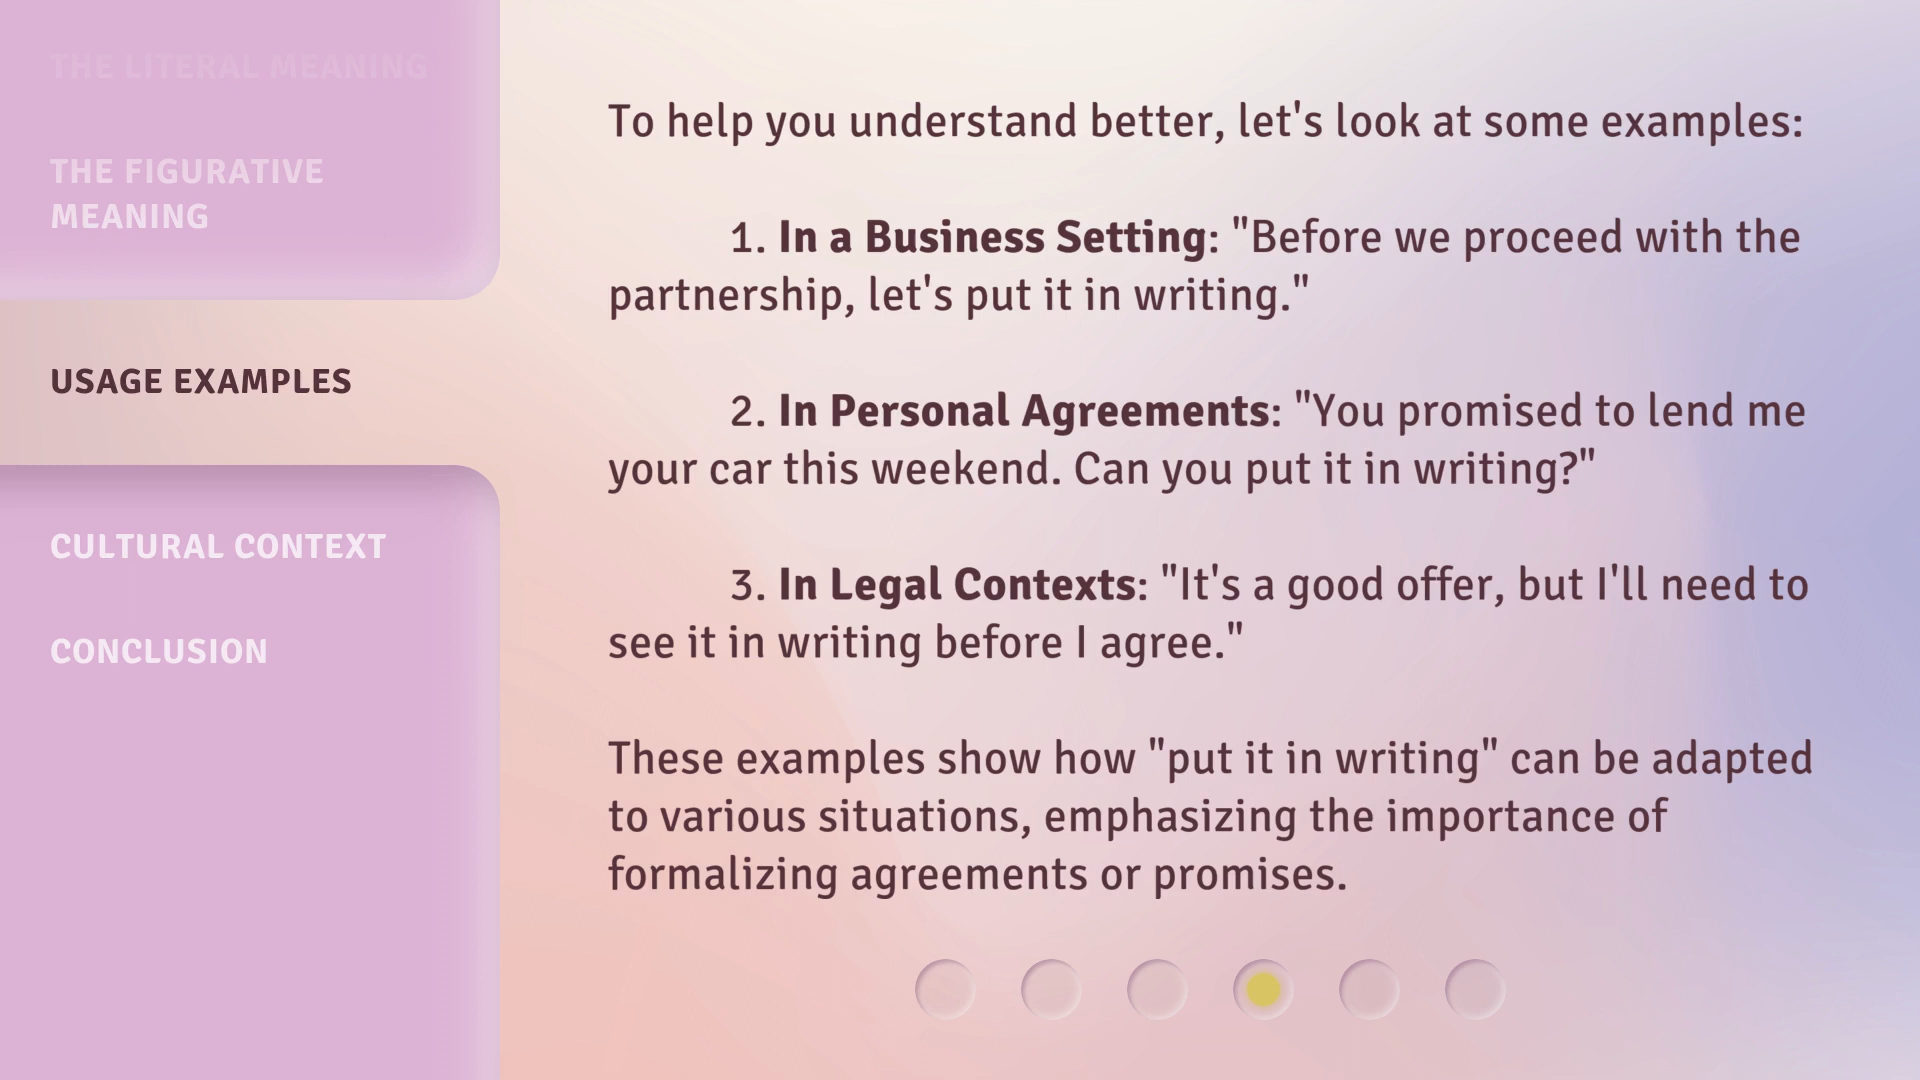 THE LITERAL MEANING
THE FIGURATIVE
MEANING
USAGE EXAMPLES
CULTURAL CONTEXT
CONCLUSION
To help you understand better, let's look at some examples:
1. In a Business Setting: "Before we proceed with the
partnership, let's put it in writing."
2. In Personal Agreements: "You promised to lend me
your car this weekend. Can you put it in writing?"
3. In Legal Contexts: "It's a good offer, but I'll need to
see it in writing before I agree."
These examples show how "put it in writing" can be adapted
to various situations, emphasizing the importance of
formalizing agreements or promises.